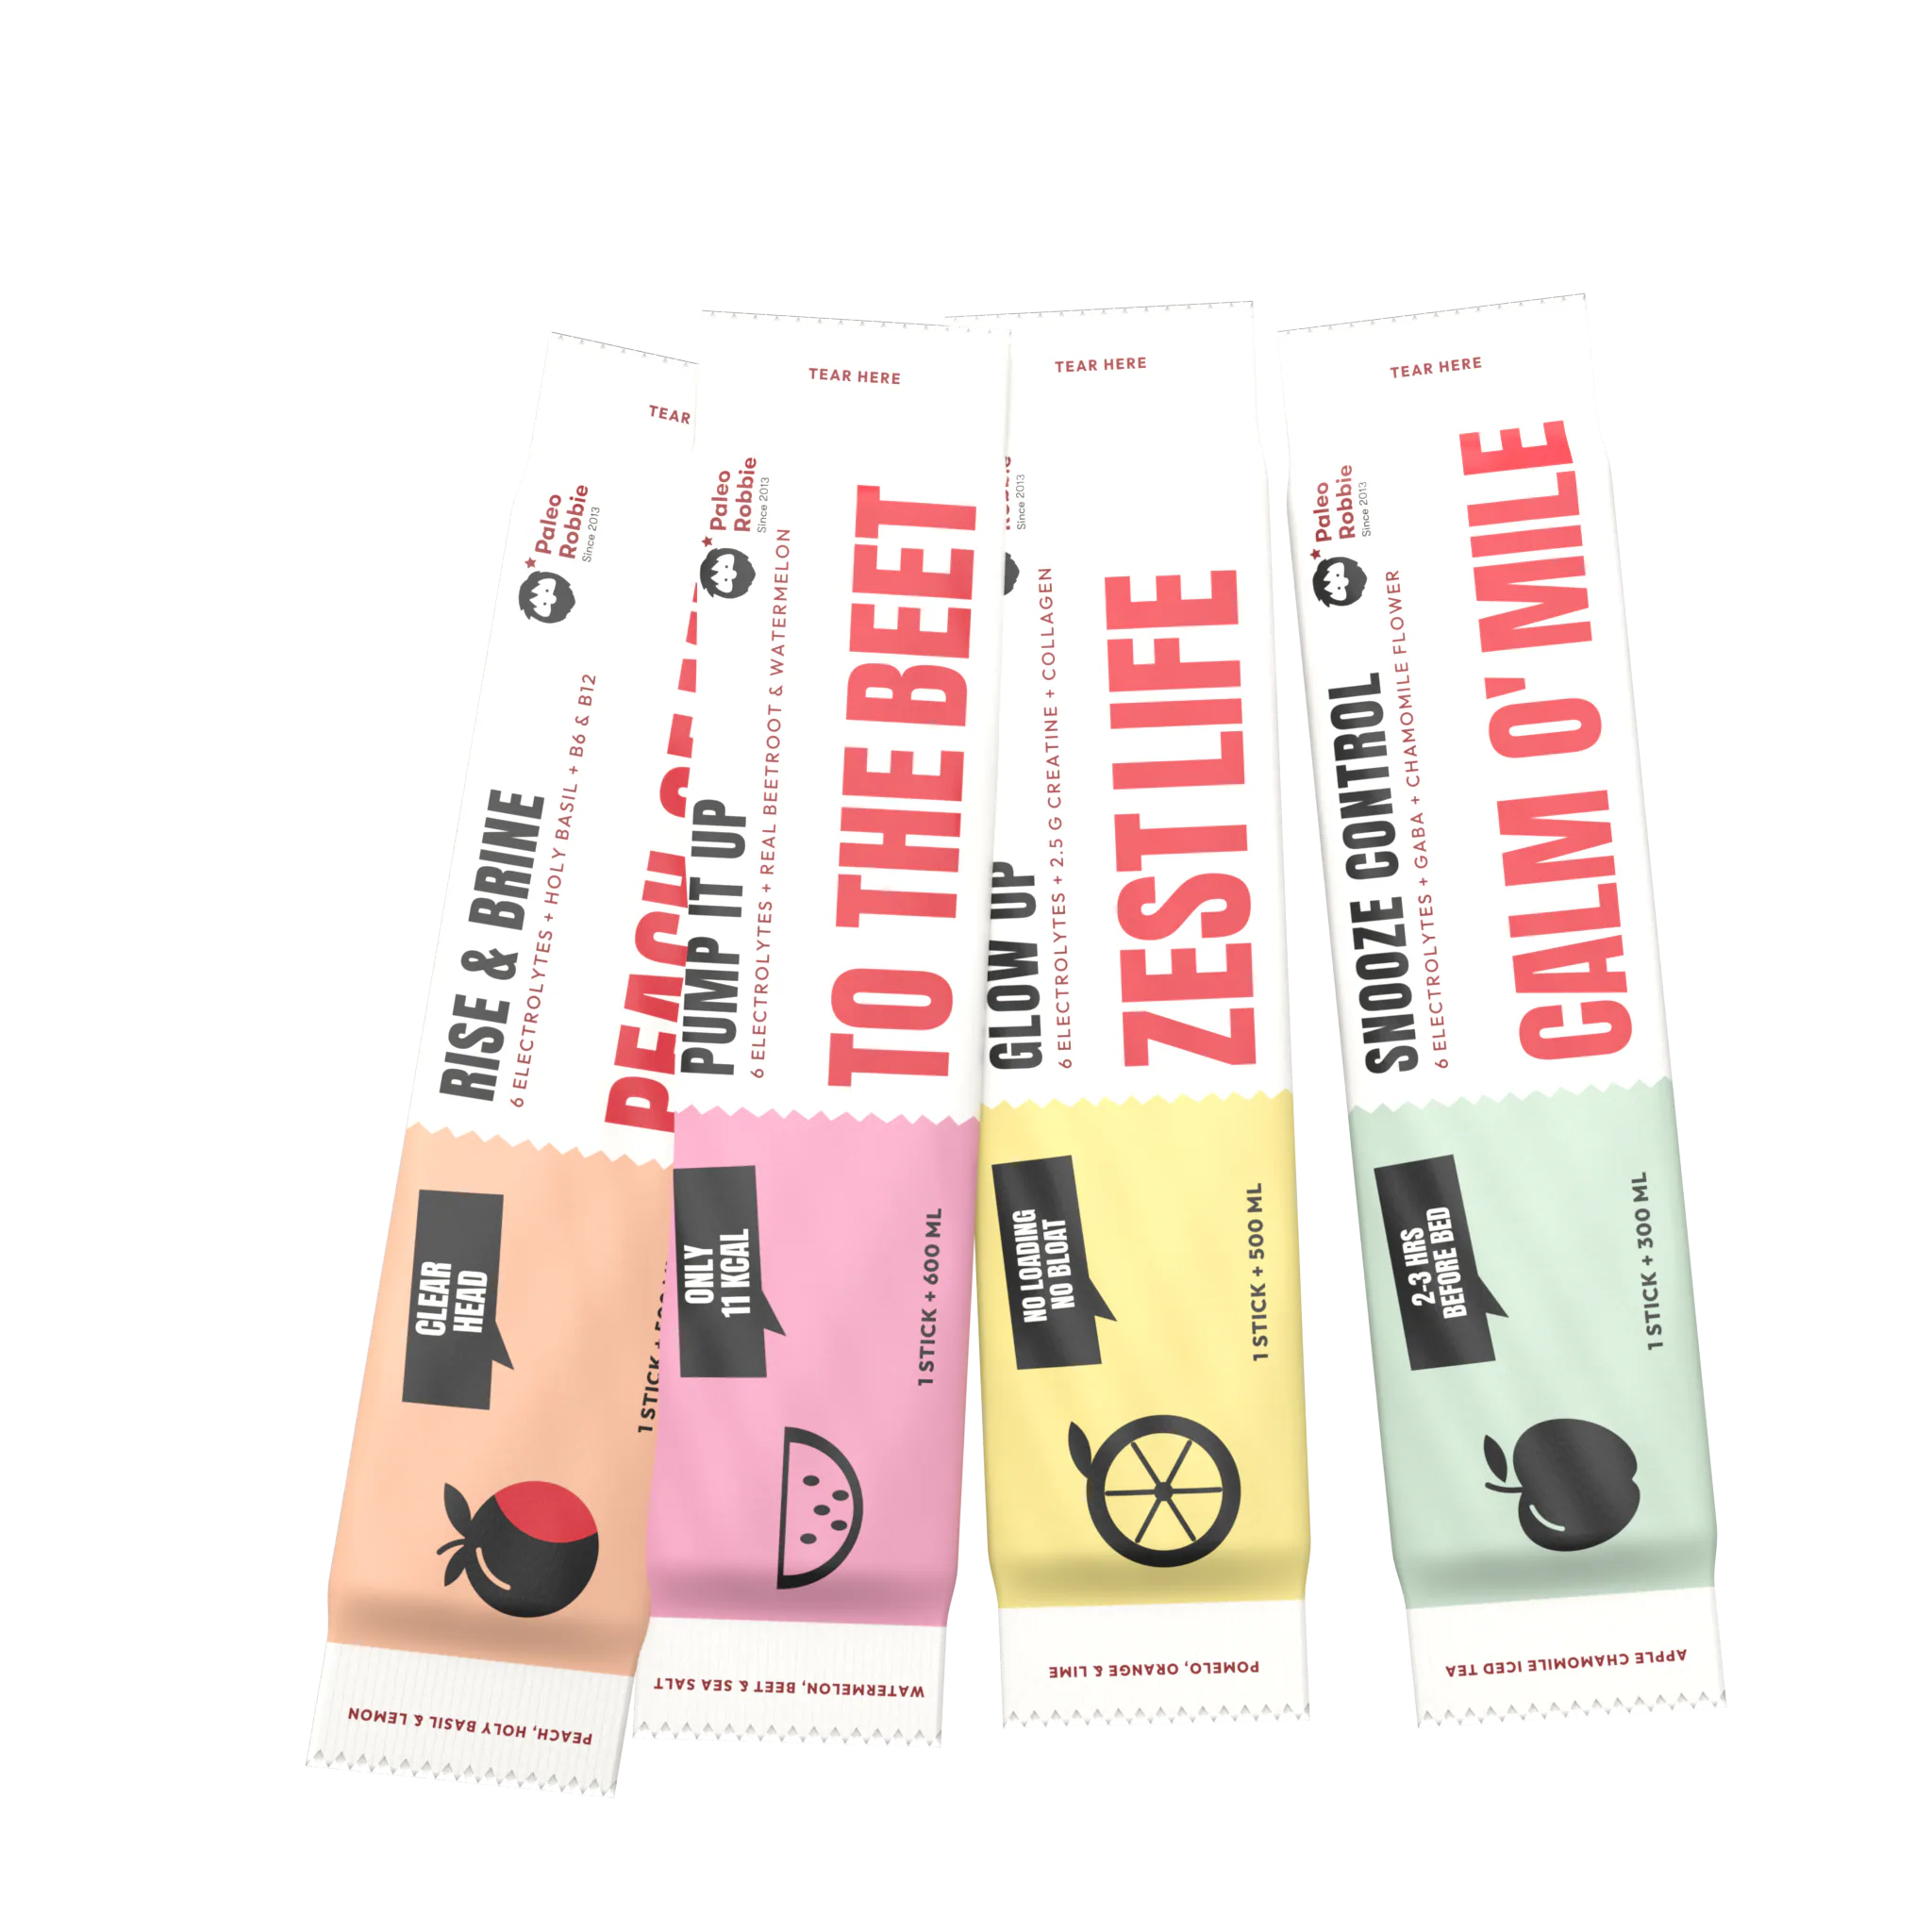 TEAR
Paleo
Robbie
Since 2013
RISE & BRINE
6 ELECTROLYTES + HOLY BASIL + B6 & B12
PEACH
CLEAR
HEAD
1 STICK +
PEACH, HOLY BASIL & LEMON
TEAR HERE
Paleo
Robbie
Since 2013
PUMP IT UP
6 ELECTROLYTES + REAL BEETROOT & WATERMELON
TO THE BEET
ONLY
11 KCAL
1 STICK + 600 ML
WATERMELON, BEET & SEA SALT
TEAR HERE
Since 2013
GLOW UP
6 ELECTROLYTES + 2.5 G CREATINE + COLLAGEN
ZEST LIFE
NO LOADING
NO BLOAT
1 STICK + 500 ML
POMELO, ORANGE & LIME
TEAR HERE
Paleo
Robbie
Since 2013
SNOOZE CONTROL
6 ELECTROLYTES + GABA + CHAMOMILE FLOWER
CALM O' MILE
2-3 HRS
BEFORE BED
1 STICK + 300 ML
APPLE CHAMOMILE ICED TEA